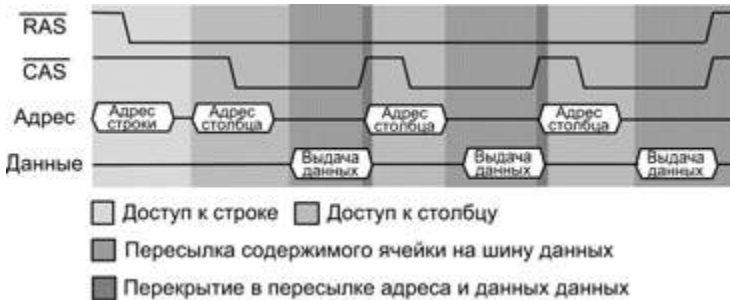 RAS
CAS
Адрес
Адрес строки
Адрес столбца
Адрес столбца
Адрес столбца
Данные
Выдача данных
Выдача данных
Выдача данных
Доступ к строке
Доступ к столбцу
Пересылка содержимого ячейки на шину данных
Перекрытие в пересылке адреса и данных данных